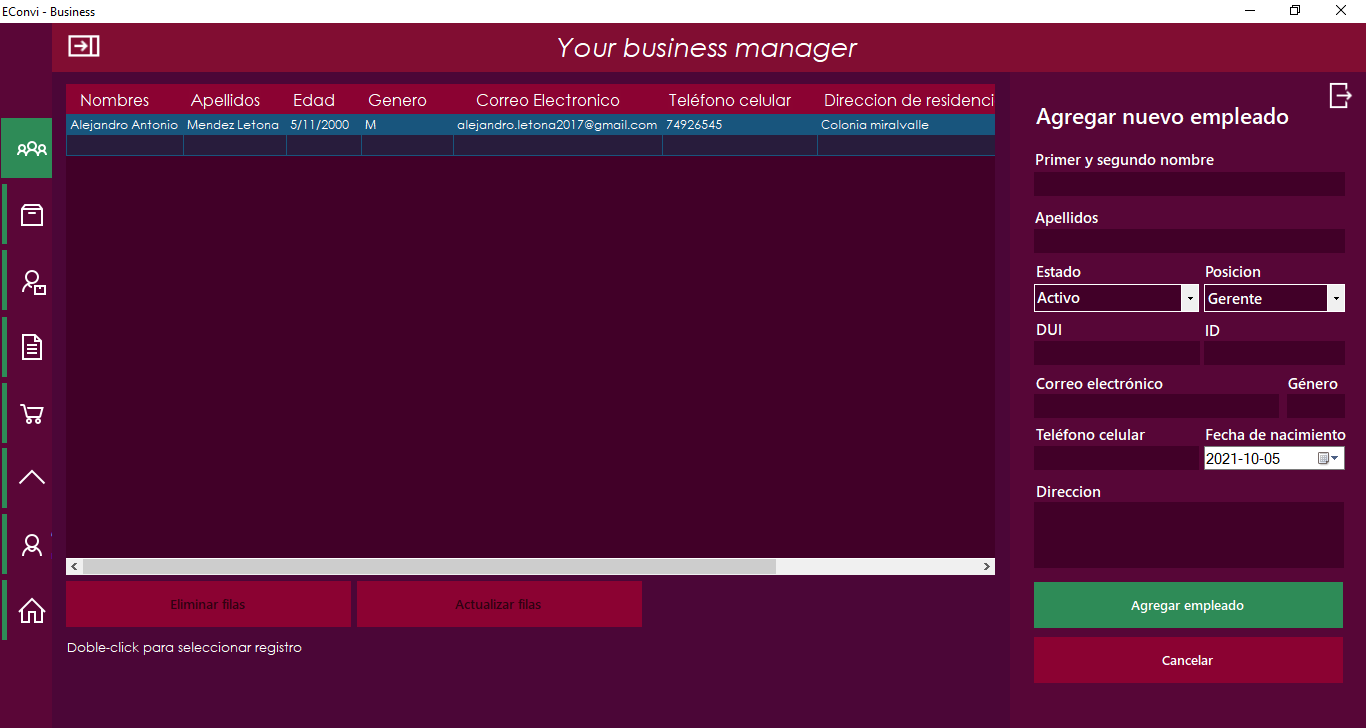 EConvi - Business
Your business manager
Nombres Apellidos Edad Genero Correo Electronico Teléfono celular Direccion de residenci
Alejandro Antonio Mendez Letona 5/11/2000 M alejandro.letona2017@gmail.com 74926545 Colonia miralvalle
Eliminar filas Actualizar filas
Doble-click para seleccionar registro
Agregar nuevo empleado
Primer y segundo nombre
Apellidos
Estado Posicion
Activo Gerente
DUI ID
Correo electrónico Género
Teléfono celular Fecha de nacimiento
2021-10-05
Direccion
Agregar empleado
Cancelar